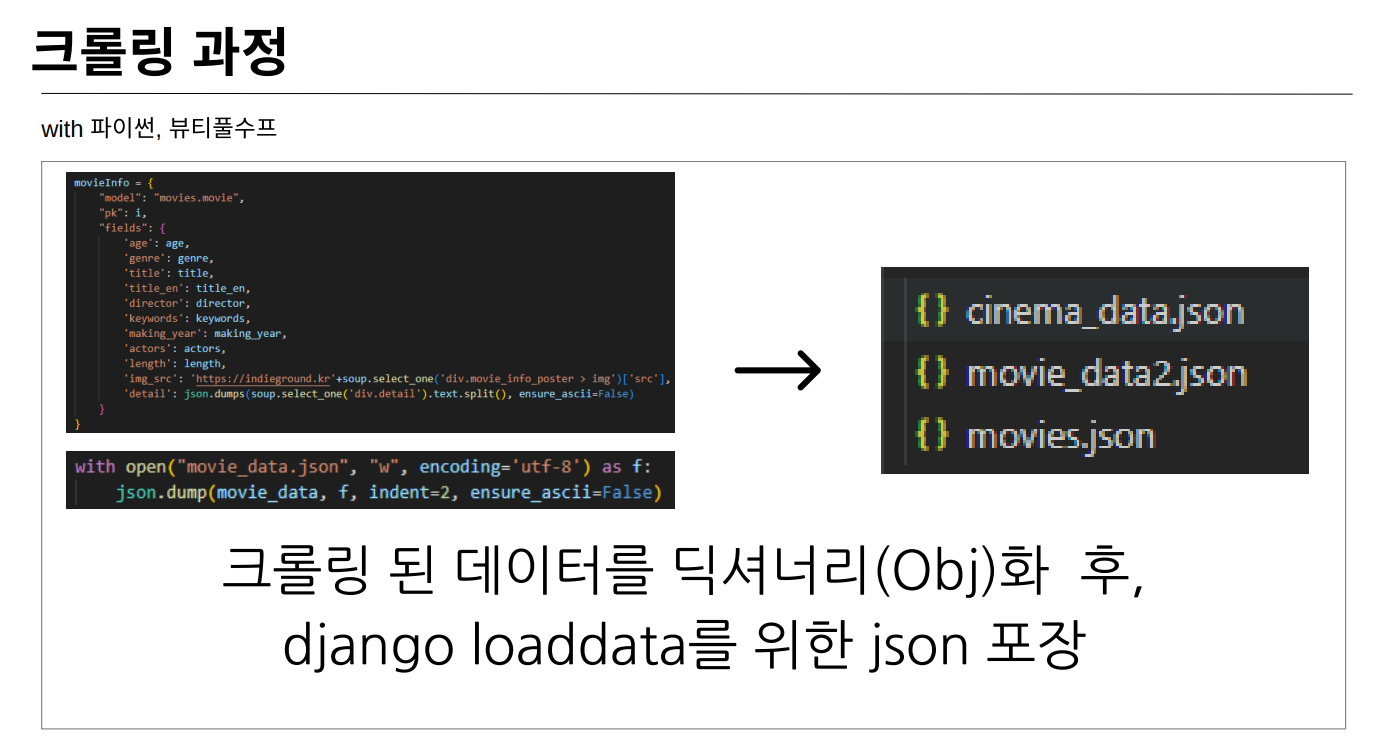 크롤링 과정
with 파이썬, 뷰티풀수프
movieInfo = {
    "model": "movies.movie",
    "pk": i,
    "fields": {
        'age': age,
        'genre': genre,
        'title': title,
        'title_en': title_en,
        'director': director,
        'keywords': keywords,
        'making_year': making_year,
        'actors': actors,
        'length': length,
        'img_src': 'https://indieground.kr'+soup.select_one('div.movie_info_poster > img')['src'],
        'detail': json.dumps(soup.select_one('div.detail').text.split(), ensure_ascii=False)
    }
}
with open("movie_data.json", "w", encoding='utf-8') as f:
    json.dump(movie_data, f, indent=2, ensure_ascii=False)
{} cinema_data.json
{} movie_data2.json
{} movies.json
크롤링 된 데이터를 딕셔너리(Obj)화 후,
django loaddata를 위한 json 포장